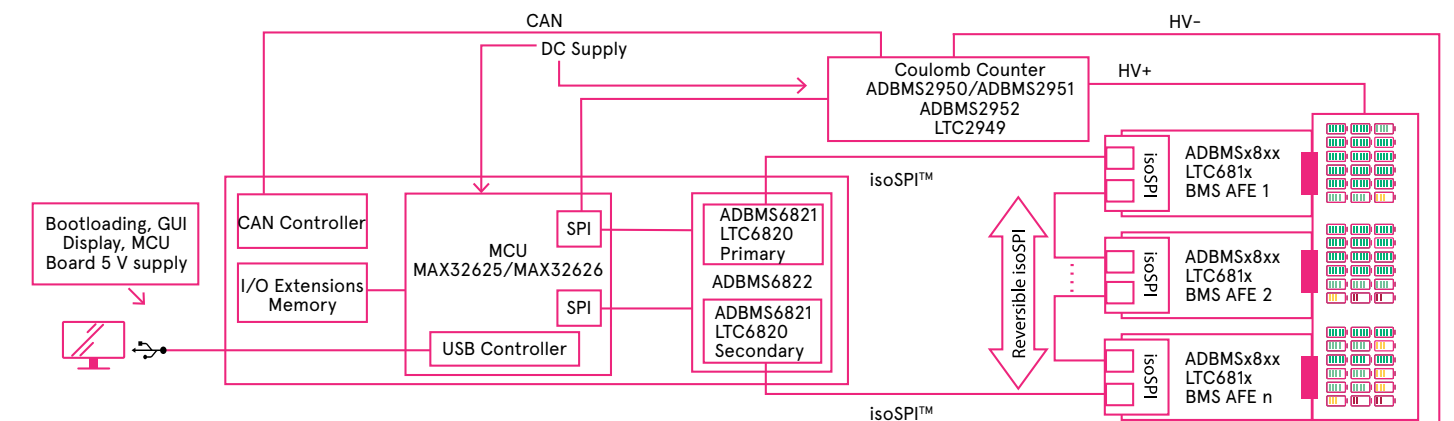 CAN
HV-
DC Supply
Coulomb Counter
ADBMS2950/ADBMS2951
ADBMS2952
LTC2949
HV+
isoSPI™
isoSPI
ADBMSx8xx
LTC681x
BMS AFE 1
Bootloading, GUI
Display, MCU
Board 5 V supply
CAN Controller
I/O Extensions
Memory
MCU
MAX32625/MAX32626
SPI
SPI
USB Controller
ADBMS6821
LTC6820
Primary
ADBMS6822
ADBMS6821
LTC6820
Secondary
Reversible isoSPI
isoSPI
ADBMSx8xx
LTC681x
BMS AFE 2
isoSPI
ADBMSx8xx
LTC681x
BMS AFE n
isoSPI™